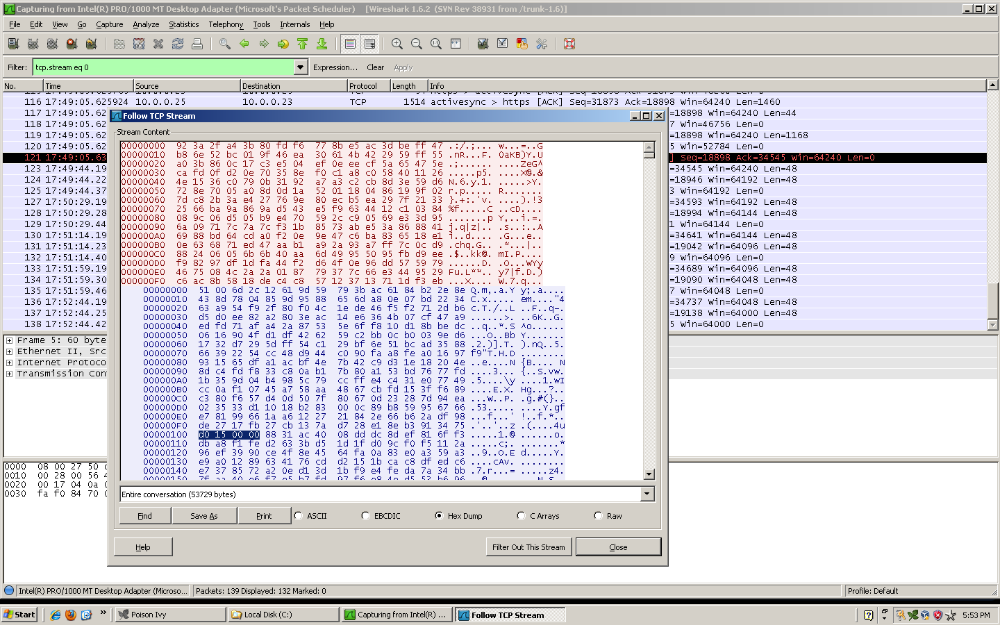 Capturing from Intel(R) PRO/1000 MT Desktop Adapter (Microsoft's Packet Scheduler)    [Wireshark 1.6.2  (SVN Rev 38931 from /trunk-1.6)]
File Edit View Go Capture Analyze Statistics Telephony Tools Internals Help
Filter: tcp.stream eq 0 Expression... Clear Apply
No. Time Source Destination Protocol Length Info
116 17:49:05.625924 10.0.0.25 10.0.0.23 TCP 1514 activesync > https [ACK] Seq=31873 Ack=18898 Win=64240 Len=1460
117 17:49:05.62 =18898 Win=64240 Len=44
118 17:49:05.62 7 Win=46756 Len=0
119 17:49:05.62 =18898 Win=64240 Len=1168
120 17:49:05.62 5 Win=52784 Len=0
121 17:49:05.63 ] Seq=18898 Ack=34545 Win=64240 Len=0
123 17:49:44.19 =34545 Win=64240 Len=48
124 17:49:44.22 =18946 Win=64240 Len=48
125 17:49:44.37 3 Win=64192 Len=0
127 17:50:29.19 =34593 Win=64192 Len=48
128 17:50:29.28 =18994 Win=64144 Len=48
129 17:50:29.44 1 Win=64144 Len=0
130 17:51:14.19 =34641 Win=64144 Len=48
131 17:51:14.23 =19042 Win=64096 Len=48
132 17:51:14.40 9 Win=64096 Len=0
133 17:51:59.16 =34689 Win=64096 Len=48
134 17:51:59.30 =19090 Win=64048 Len=48
135 17:51:59.46 7 Win=64048 Len=0
136 17:52:44.19 =34737 Win=64048 Len=48
137 17:52:44.25 =19138 Win=64000 Len=48
138 17:52:44.42 5 Win=64000 Len=0
Follow TCP Stream
Stream Content
00000000  92 3a 2f a4 3b 80 fd f6  77 8b e5 ac 3d be ff 47 .:/.;... w...=..G
00000010  b8 6e 52 bc 01 9f 46 ea  30 61 4b 42 29 59 ff 55 .nR...F. 0aKB)Y.U
00000020  a0 3b 86 0c 17 c3 e5 04  ef 0e ee cf 5a 65 47 5e .;...... ....ZeG^
00000030  ca fd 0f d2 0e 70 35 8e  f0 c1 a8 c0 58 40 11 26 .....p5. ....X@.&
00000040  4e 15 36 c0 79 0b 31 92  a7 a3 c2 cb 8d 3e 59 d6 N.6.y.1. .....>Y.
00000050  72 8e 70 05 a0 8d 0d 1a  52 01 18 04 86 19 9f 02 r.p..... R.......
00000060  7d c8 2b 3a e4 27 76 9e  80 ec b5 ea 29 7f 21 33 }.+:.'v. ....).!3
00000070  25 66 ba 9a 86 9a d5 43  e5 f9 63 44 12 c1 03 84 %f.....C ..cD....
00000080  08 9c 06 d5 05 b9 e4 70  59 2c c9 05 69 e3 3d 95 .......p Y,..i.=.
00000090  6a 09 71 7c 7a 7c f3 1b  85 73 ab e5 3a 86 88 41 j.q|z|.. .s..:..A
000000A0  69 88 bd 64 cd a0 f2 0e  9e 47 c6 ba 83 65 18 e1 i..d.... .G...e..
000000B0  0e 63 68 71 ed 47 aa b1  a9 2a 93 a7 ff 7c 0c d9 .chq.G.. .*...|..
000000C0  88 24 06 05 6b 6b 40 aa  6d 49 95 50 95 fb d9 ee .$..kk@. mI.P....
000000D0  f9 82 97 df 1d fa 44 f2  d6 4f 0e 96 dd 57 59 79 ......D. .O...WYy
000000E0  46 75 08 4c 2a 2a 01 87  79 37 7c 66 e3 44 95 29 Fu.L**.. y7|f.D.)
000000F0  c6 ac 8b 58 18 de c4 c8  57 12 37 13 71 1d f3 eb ...X.... W.7.q...
00000000  51 00 6d 2c 12 61 9d 59  79 3b ac 61 84 b2 2e 8e Q.m,.a.Y y;.a....
00000010  43 8d 78 04 85 9d 95 88  65 6d a8 0e 07 bd 22 34 C.x..... em...."4
00000020  63 a9 54 f9 2f 80 f0 4c  1e de 46 f5 f2 71 2d b6 c.T./..L ..F..q-.
00000030  d5 d0 ee 82 a2 80 3e ac  14 e6 36 4b 07 cf 47 a9 ......>. ..6K..G.
00000040  ed fd 71 af a4 2a 87 53  5e 6f f8 10 d1 8b be dc ..q..*.S ^o......
00000050  06 16 90 4f d1 df 42 62  59 c2 bb 0c b0 03 9e d6 ...O..Bb Y.......
00000060  17 32 d7 29 5d ff 54 c1  29 bf 6e 51 bc ad 35 88 .2.)].T. ).nQ..5.
00000070  66 39 22 54 cc 48 d9 44  c0 90 fa a8 fe a0 16 97 f9"T.H.D ........
00000080  93 15 65 df a1 ac bf 4e  7b 42 c9 d3 1e 18 20 4e ..e....N {B.... N
00000090  8d c4 fd f8 33 c8 0a b1  7b 80 a1 53 bd 76 77 fd ....3... {..S.vw.
000000A0  1b 35 9d 04 b4 98 5c 79  cc ff e4 c4 31 e0 77 49 .5....\y ....1.wI
000000B0  cc 0a f1 07 45 a7 58 aa  48 67 cb fd 15 3f f6 89 ....E.X. Hg...?..
000000C0  c3 80 f6 57 d4 0d 50 7f  80 67 0d 23 28 7d 94 ea ...W..P. .g.#(}..
000000D0  02 35 33 d1 10 18 b2 83  00 0c 89 b8 59 95 67 66 .53..... ....Y.gf
000000E0  e7 81 99 66 1a a6 12 27  21 84 2e 66 b6 2a df 98 ...f...' !..f.*..
000000F0  de 27 17 fb 27 cb 13 7a  d7 28 e1 8e b3 91 34 75 .'..'..z .(....4u
00000100  d0 15 00 00 88 31 ac 40  08 dd dc 8d ef 81 6f f3 .....1.@ ......o.
00000110  db a8 f1 fe d2 63 3b d5  1d 1f d0 9c f0 f5 11 2a .....c;. .......*
00000120  96 ef 39 90 ce 4f 8e 45  64 fa 0a 83 e0 a3 59 a3 ..9..O.E d.....Y.
00000130  e9 a0 12 89 63 41 76 cd  d2 15 1b ca c8 df ed c6 ....cAv. ........
00000140  e7 37 85 72 a2 0e d1 3d  1b f9 e4 fe da 7a 34 bb .7.r...= .....z4.
Entire conversation (53729 bytes)
Find Save As Print ASCII EBCDIC Hex Dump C Arrays Raw
Help Filter Out This Stream Close
Frame 5: 60 byte
Ethernet II, Src
Internet Protoco
Transmission Con
0000  08 00 27 50
0010  00 28 00 56 4
0020  00 17 04 0a
0030  fa f0 84 70
Intel(R) PRO/1000 MT Desktop Adapter (Microso... Packets: 139 Displayed: 132 Marked: 0 Profile: Default
Start » Poison Ivy Local Disk (C:) Capturing from Intel(R) ... Follow TCP Stream 5:53 PM